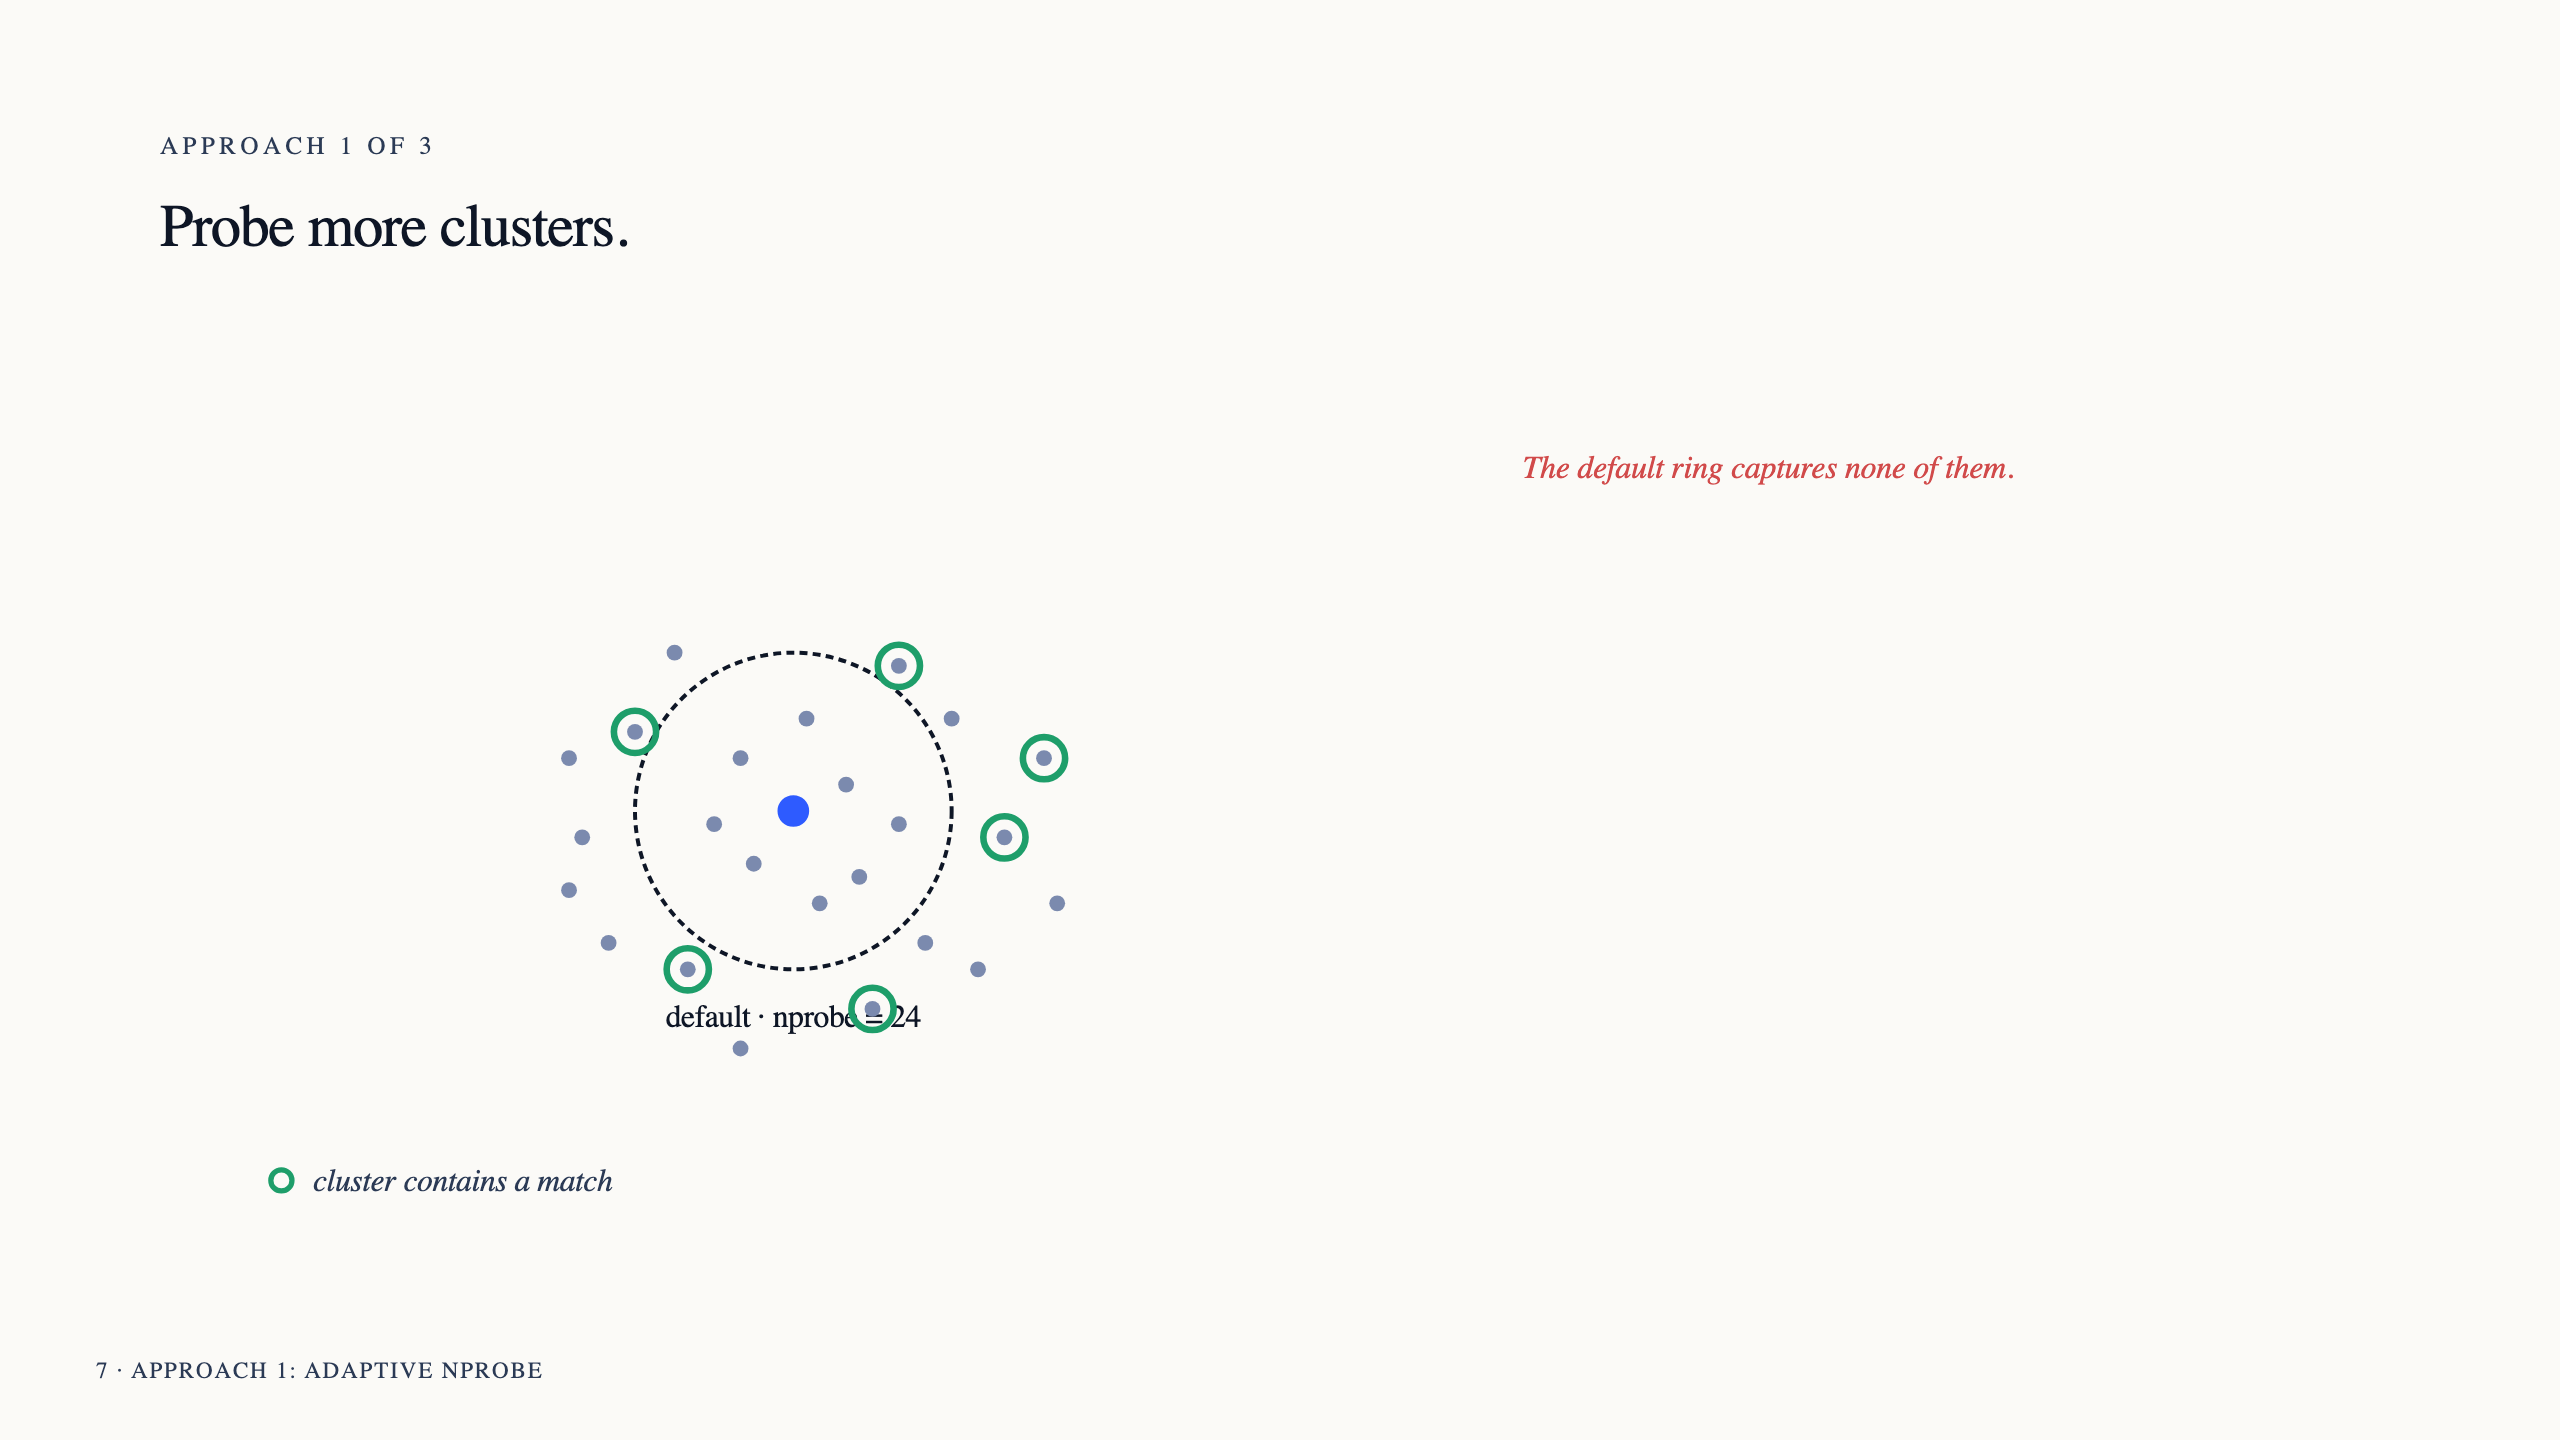 APPROACH 1 OF 3
Probe more clusters.
The default ring captures none of them.
default · nprobe = 24
cluster contains a match
7 · APPROACH 1: ADAPTIVE NPROBE